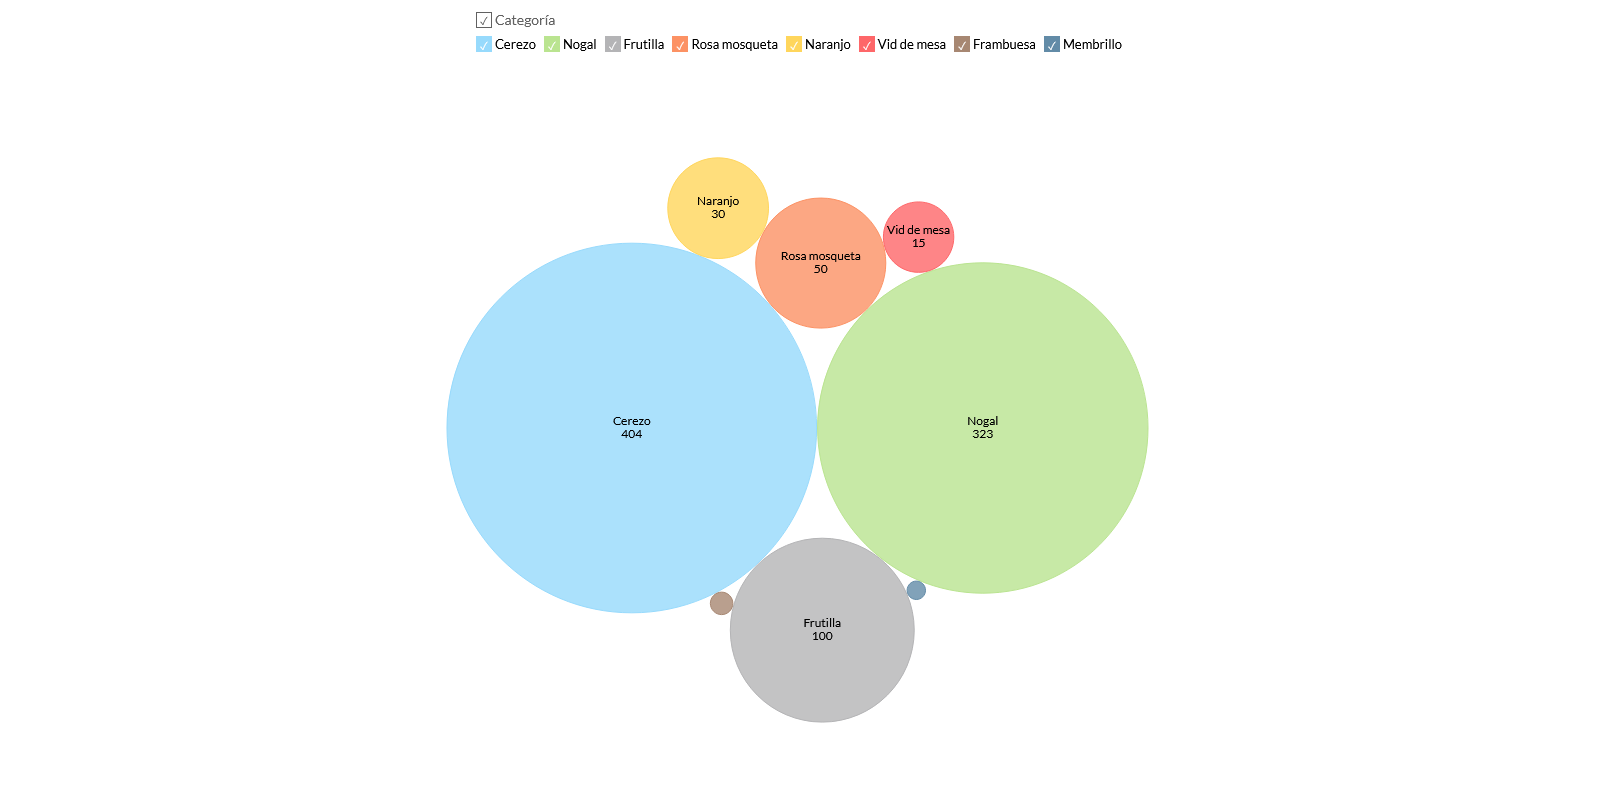 Categoría
Cerezo Nogal Frutilla Rosa mosqueta Naranjo Vid de mesa Frambuesa Membrillo
Naranjo
30
Rosa mosqueta
50
Vid de mesa
15
Cerezo
404
Nogal
323
Frutilla
100